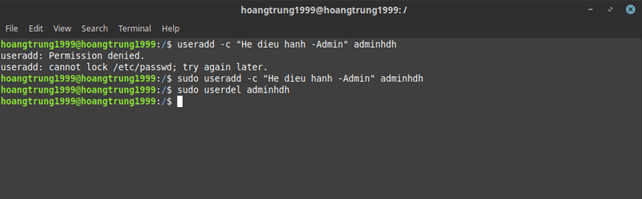 hoangtrung1999@hoangtrung1999: /
File Edit View Search Terminal Help
hoangtrung1999@hoangtrung1999:/$ useradd -c "He dieu hanh -Admin" adminhdh
useradd: Permission denied.
useradd: cannot lock /etc/passwd; try again later.
hoangtrung1999@hoangtrung1999:/$ sudo useradd -c "He dieu hanh -Admin" adminhdh
hoangtrung1999@hoangtrung1999:/$ sudo userdel adminhdh
hoangtrung1999@hoangtrung1999:/$